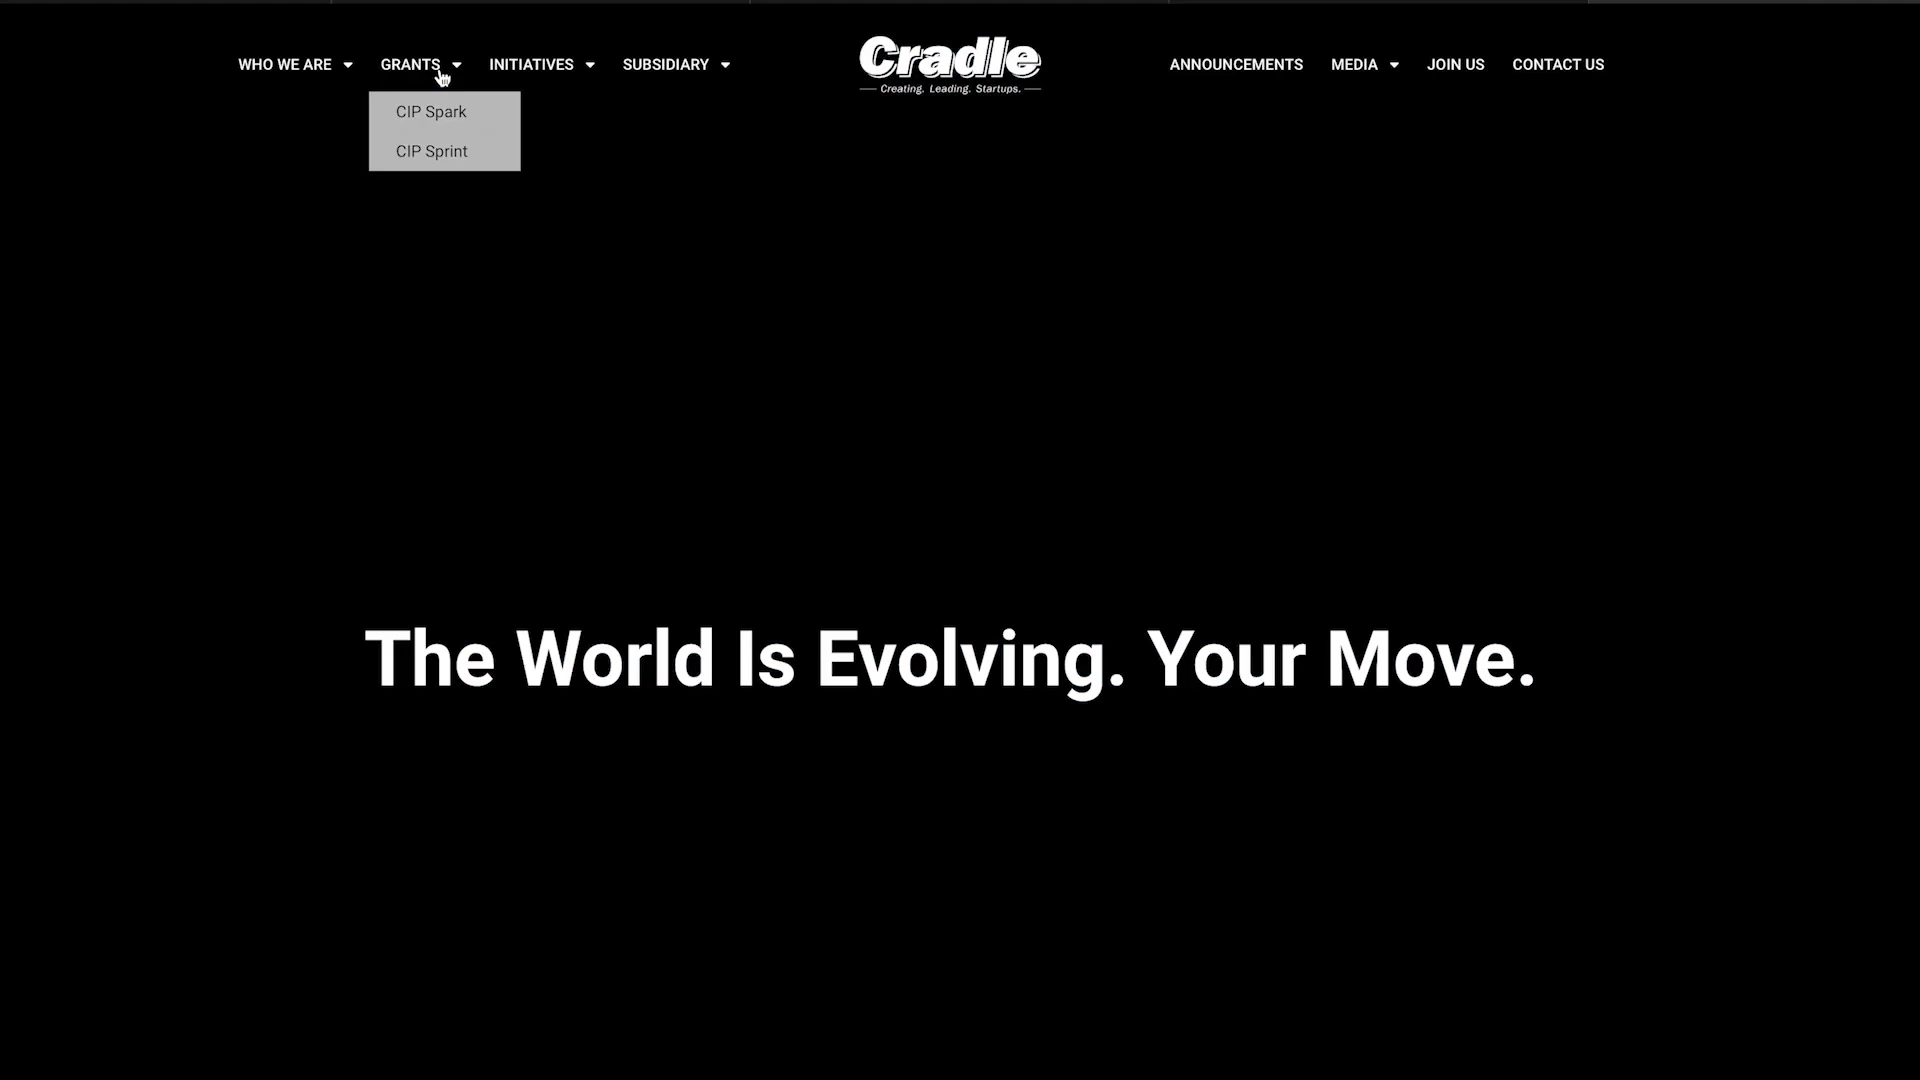 WHO WE ARE GRANTS INITIATIVES SUBSIDIARY
Cradle
Creating. Leading. Startups.
ANNOUNCEMENTS MEDIA JOIN US CONTACT US
CIP Spark
CIP Sprint
The World Is Evolving. Your Move.